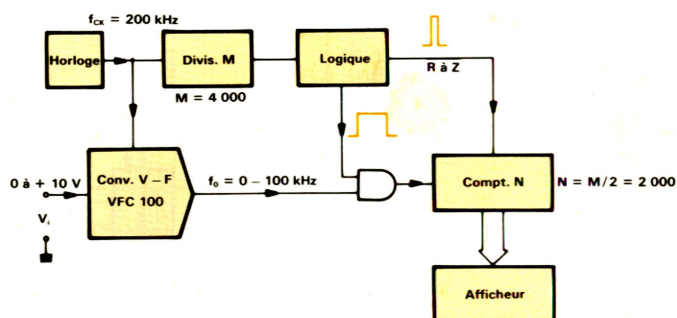 f_CK = 200 kHz
Horloge
Divis. M
M = 4 000
Logique
R à Z
0 à + 10 V
V_i
Conv. V – F
VFC 100
f_0 = 0 – 100 kHz
Compt. N
N = M/2 = 2 000
Afficheur